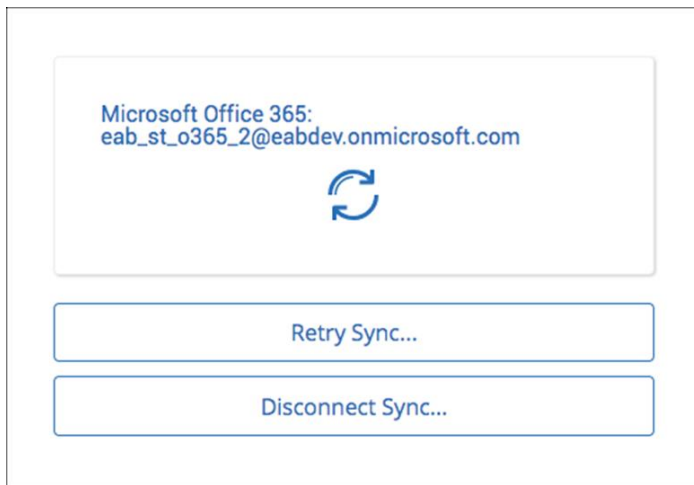 Microsoft Office 365:
eab_st_o365_2@eabdev.onmicrosoft.com
Retry Sync...
Disconnect Sync...